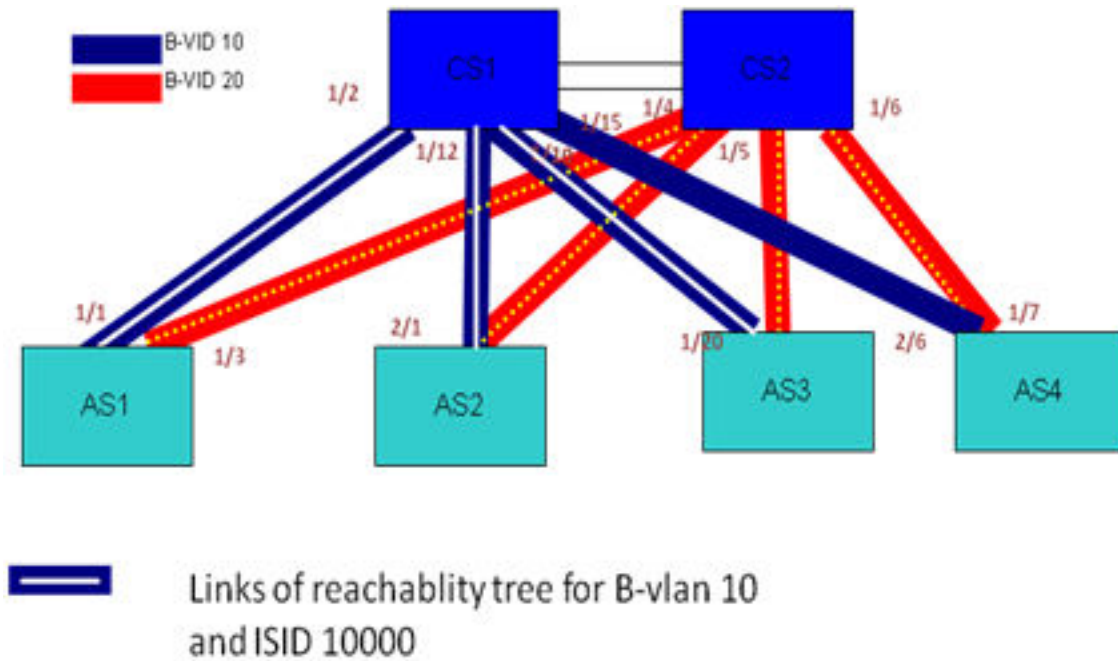 B-VID 10
B-VID 20
CS1
CS2
1/2
1/15
1/4
1/6
1/12
1/5
1/1
1/3
2/1
1/20
2/6
1/7
AS1
AS2
AS3
AS4
Links of reachablity tree for B-vlan 10
and ISID 10000